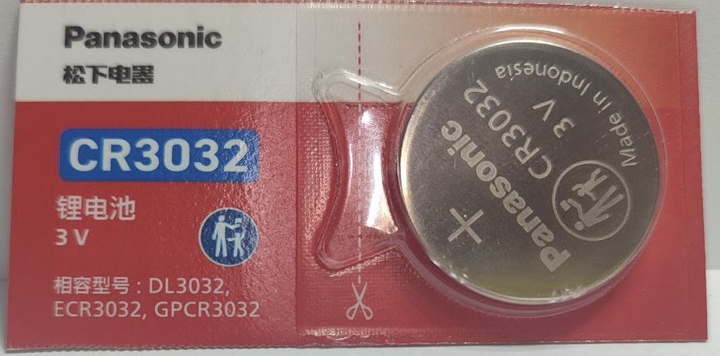 Panasonic
松下电器
CR3032
锂电池
3 V
相容型号 : DL3032,
ECR3032, GPCR3032
+
Panasonic
CR3032
3 V
Made in Indonesia